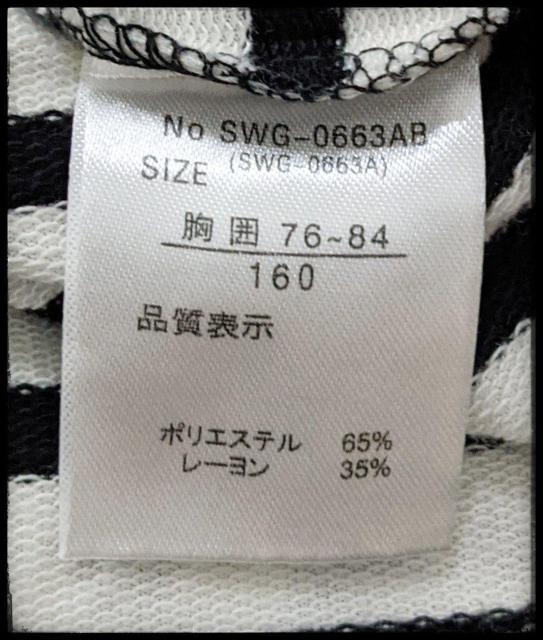 No SWG-0663AB
SIZE (SWG-0663A)
胸囲 76~84
160
品質表示
ポリエステル 65%
レーヨン 35%